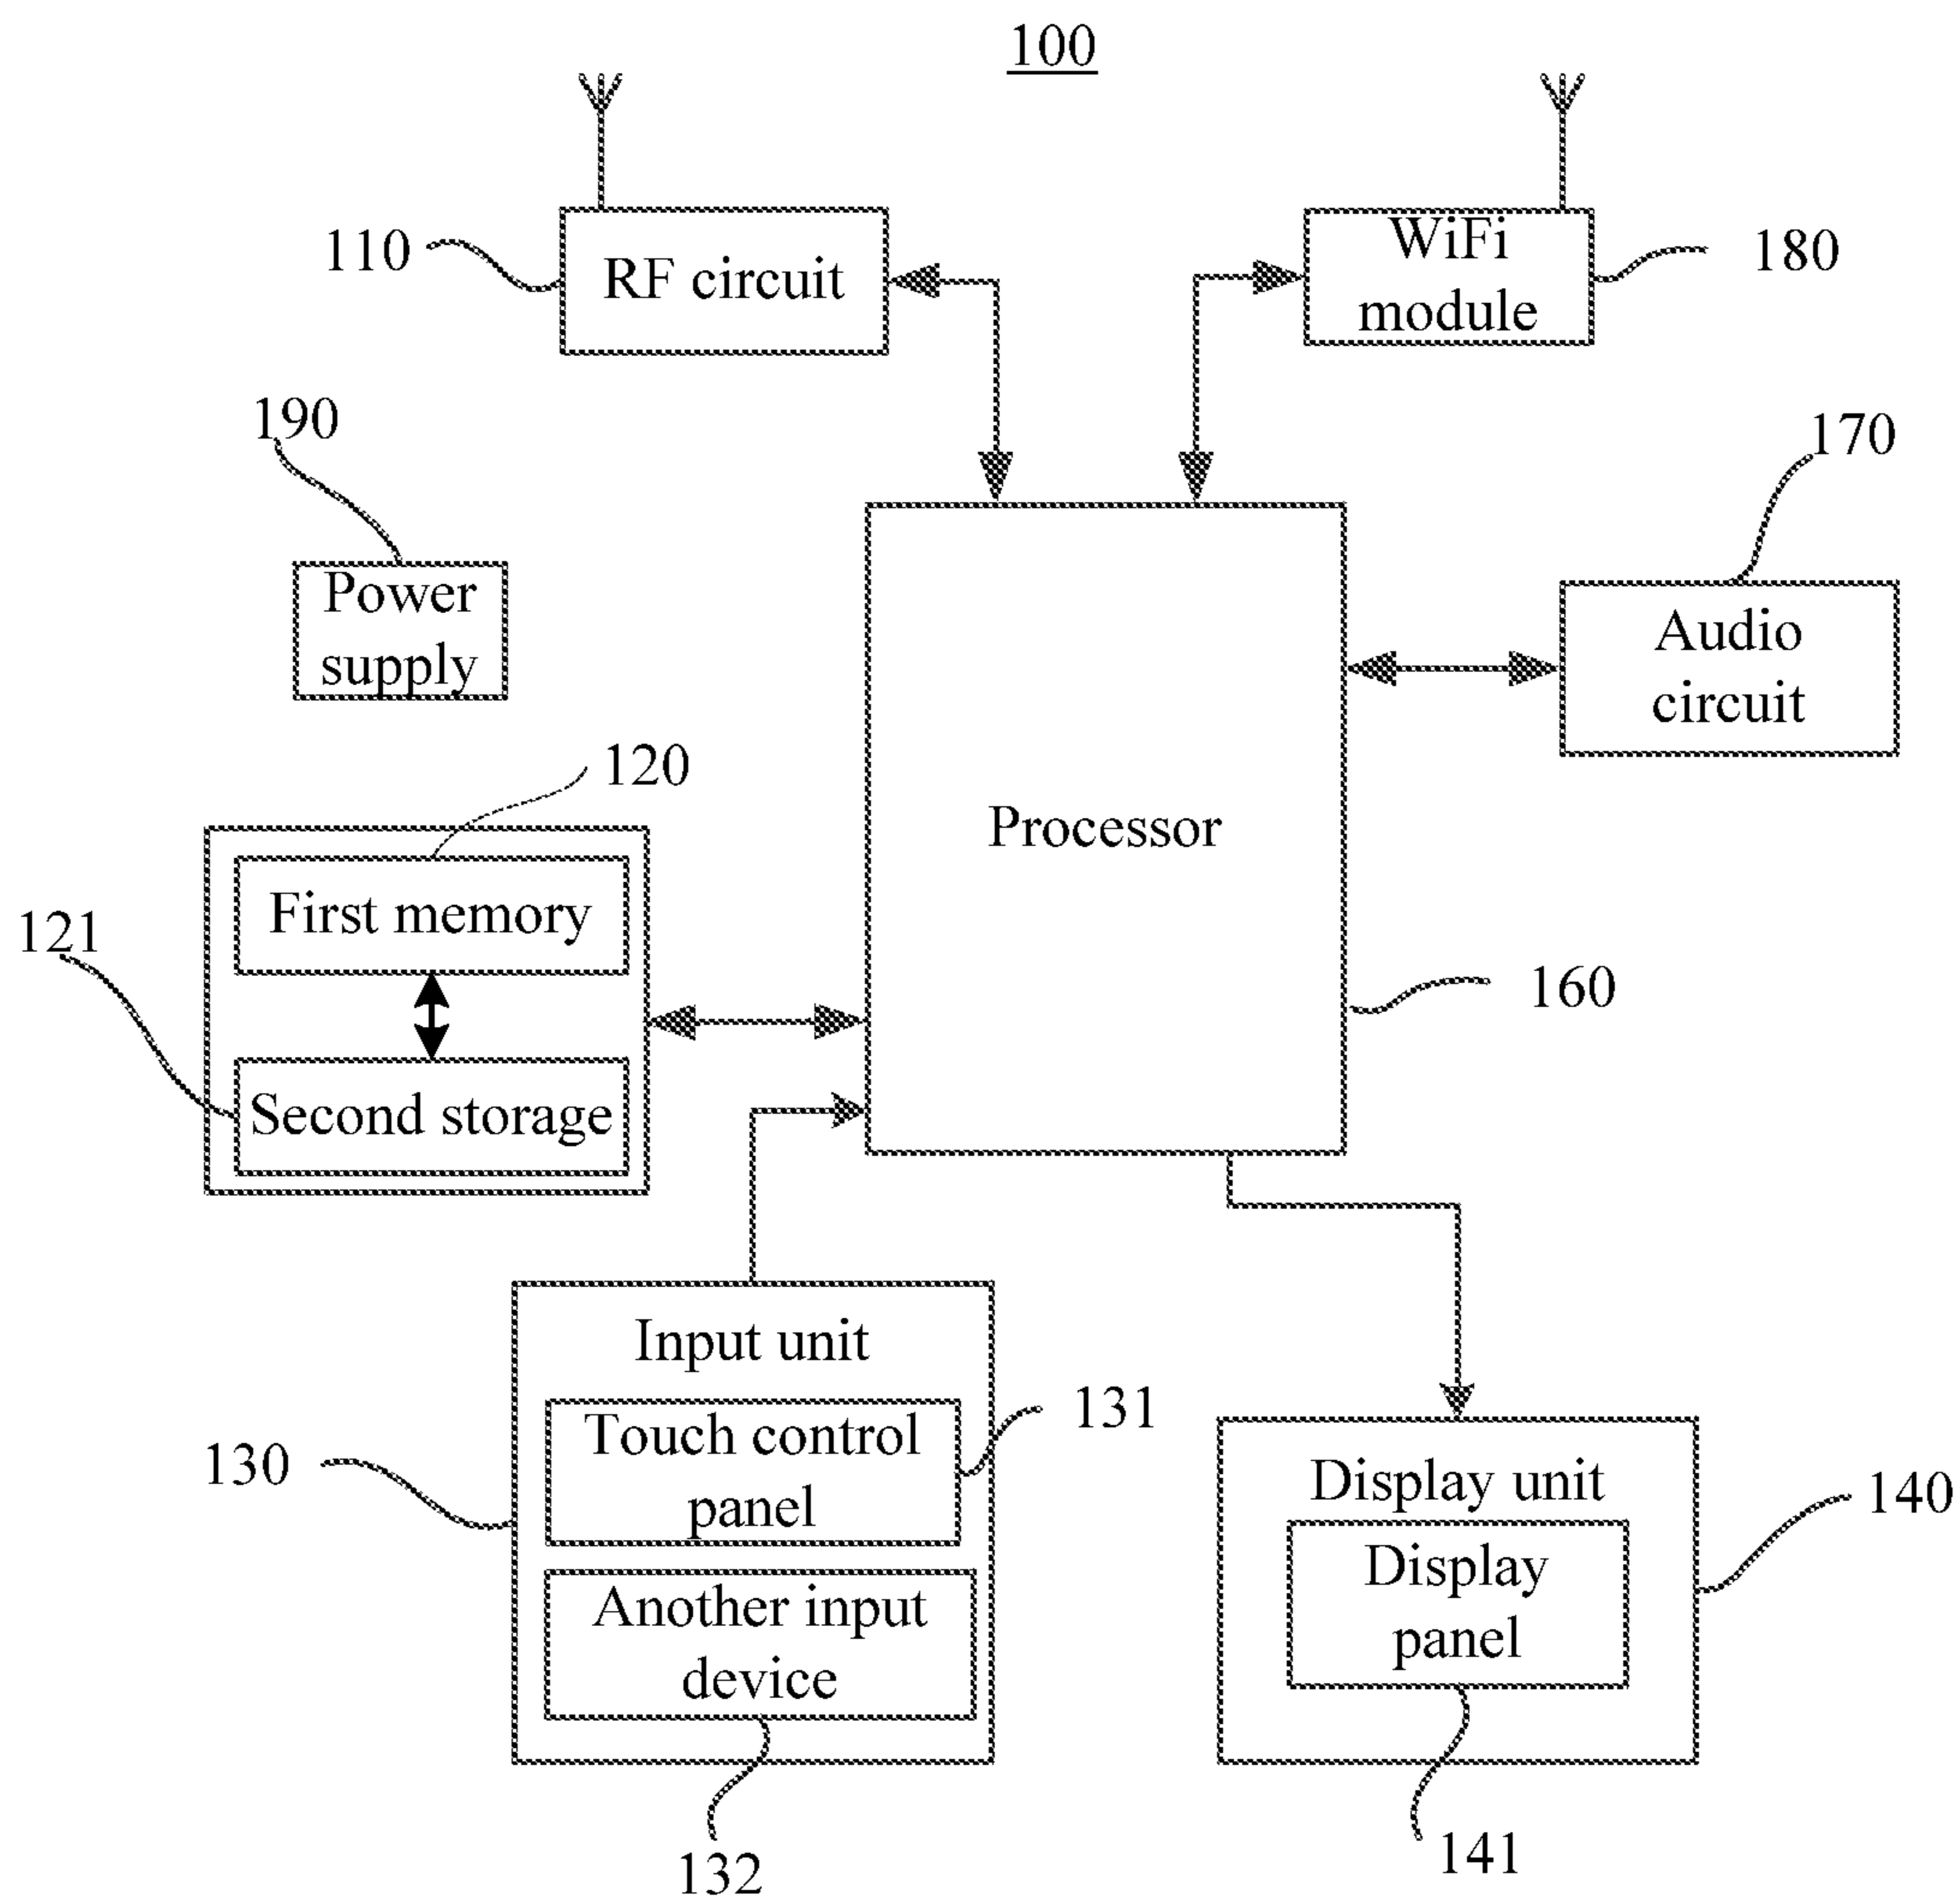 100
110
RF circuit
WiFi
module
180
190
Power
supply
170
Audio
circuit
120
First memory
121
Second storage
Processor
160
Input unit
130
Touch control
panel
131
Another input
device
132
Display unit
140
Display
panel
141